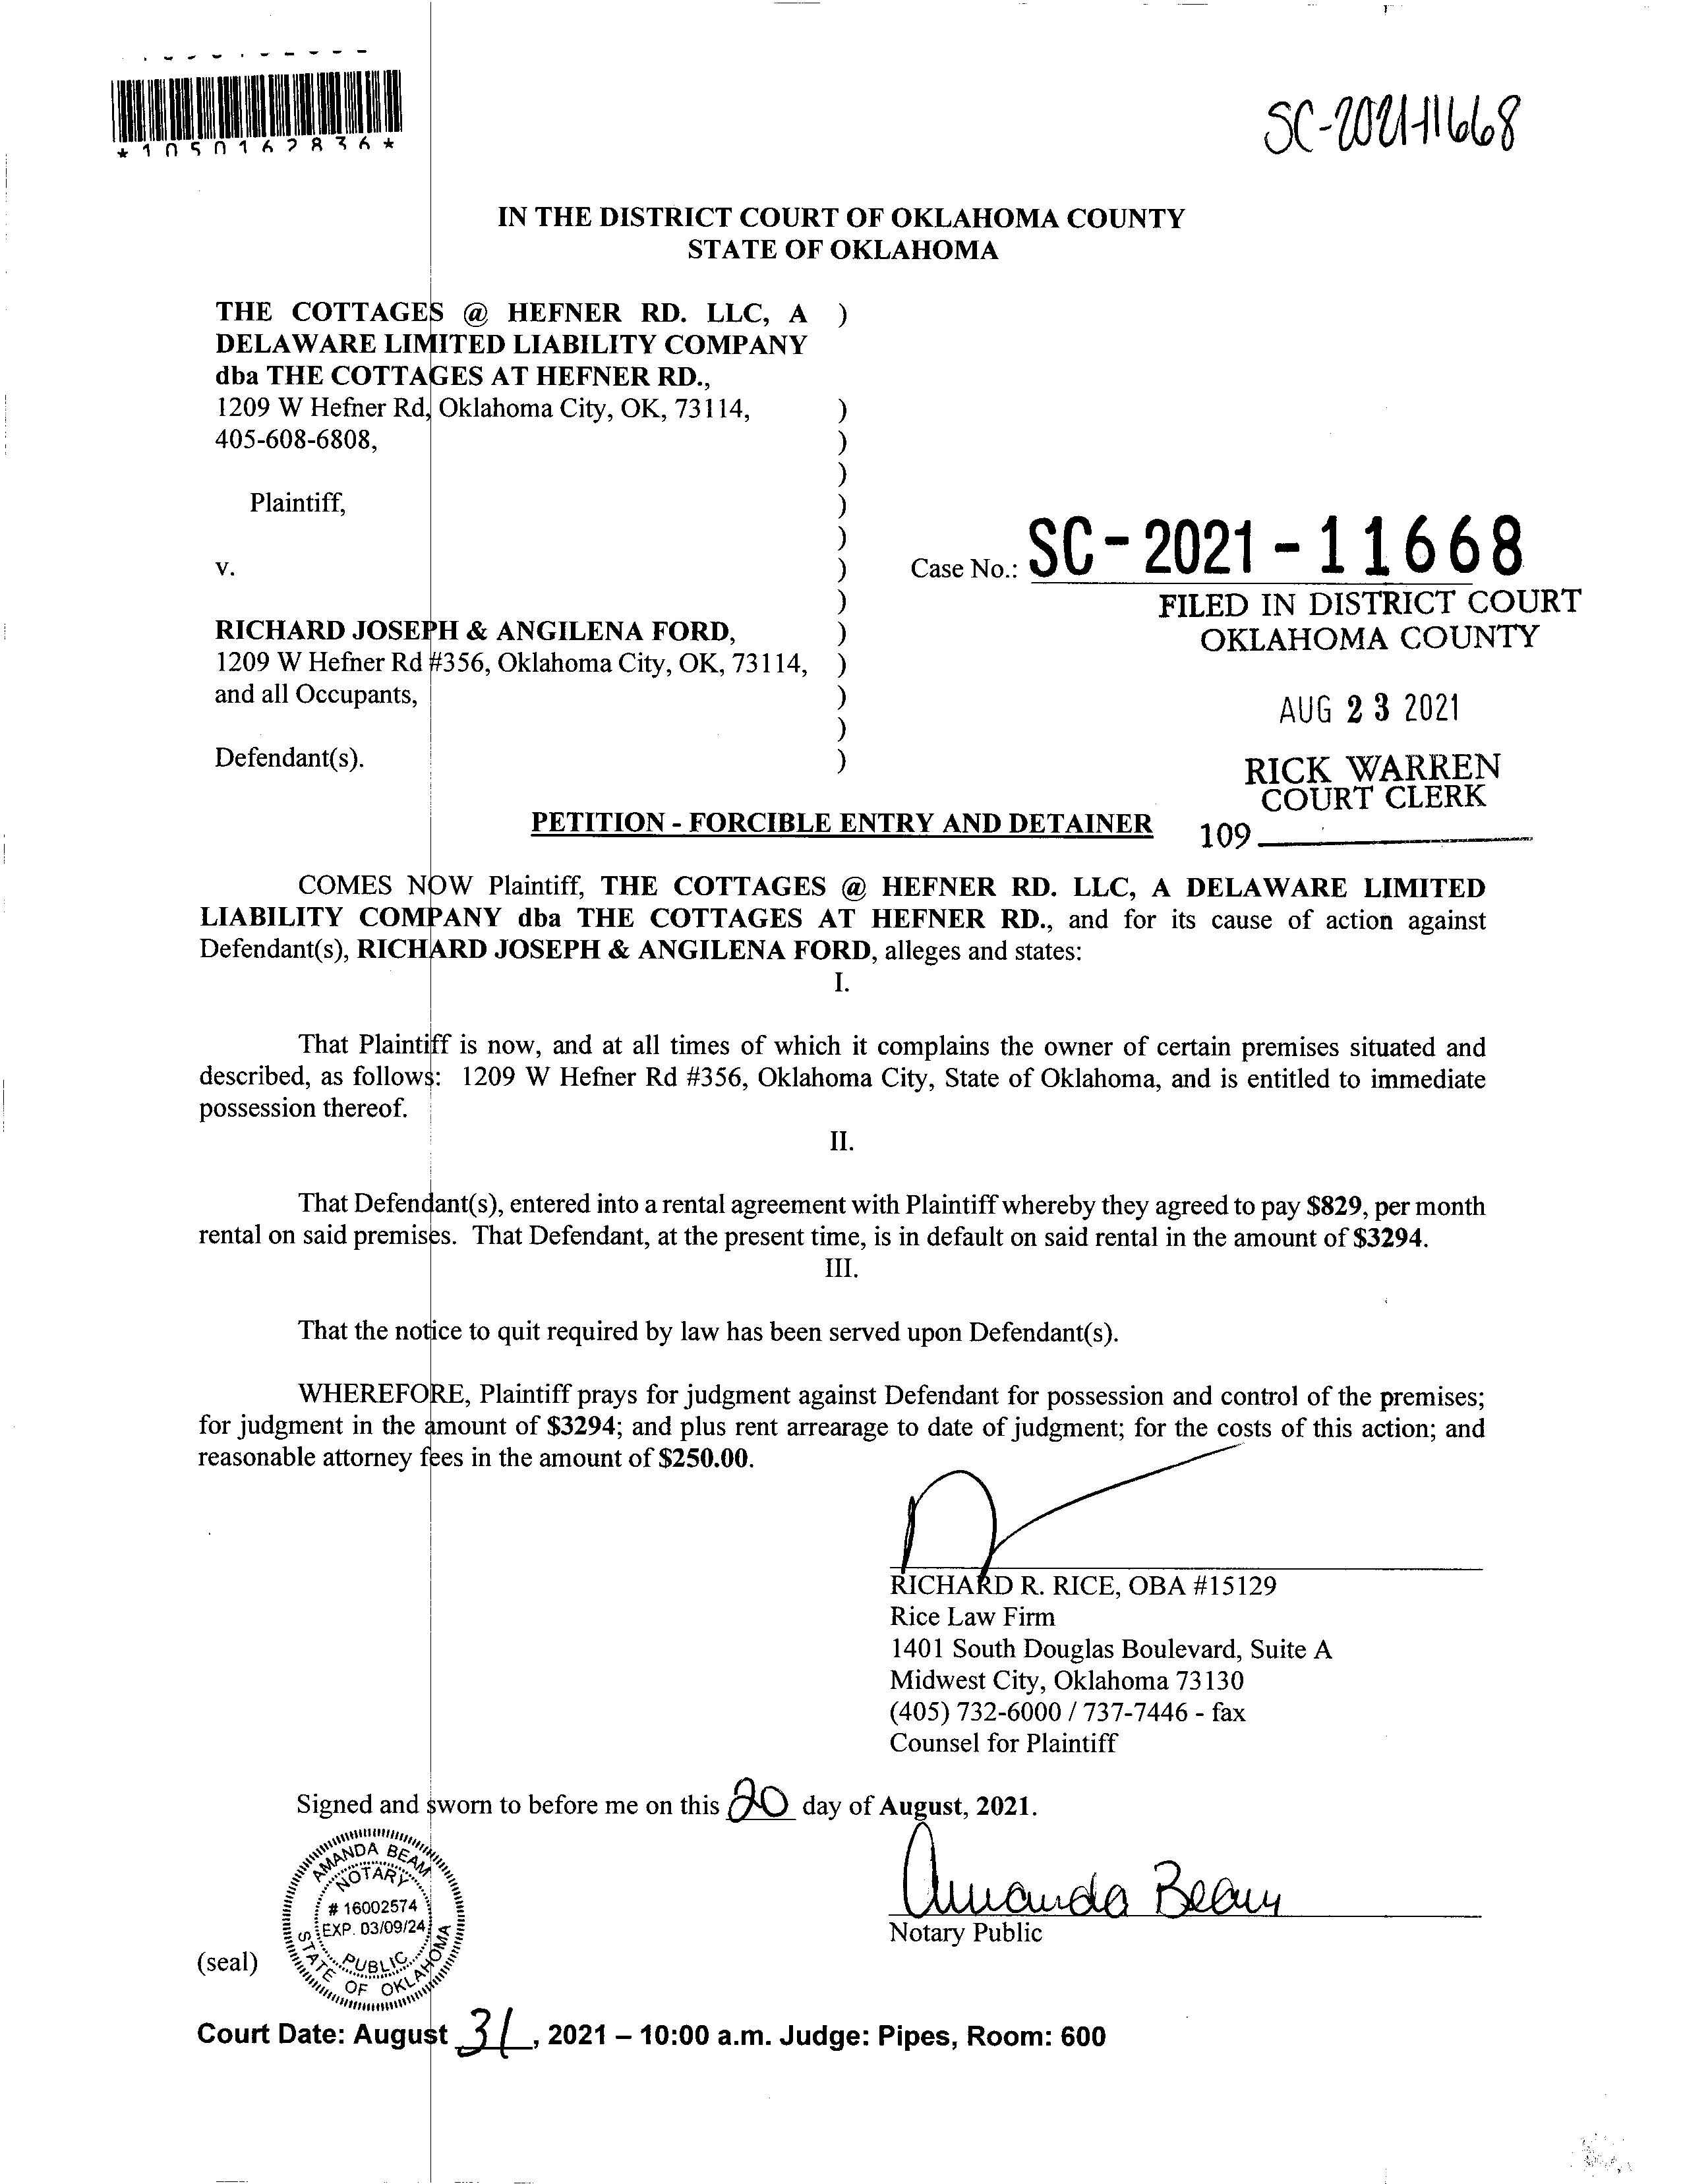 *1050162836*
SC-2021-11668
IN THE DISTRICT COURT OF OKLAHOMA COUNTY
STATE OF OKLAHOMA
THE COTTAGES @ HEFNER RD. LLC, A )
DELAWARE LIMITED LIABILITY COMPANY
dba THE COTTAGES AT HEFNER RD.,
1209 W Hefner Rd, Oklahoma City, OK, 73114, )
405-608-6808, )
)
Plaintiff, )
)
v. )
Case No.: SC-2021-11668
)
FILED IN DISTRICT COURT
OKLAHOMA COUNTY
RICHARD JOSEPH & ANGILENA FORD, )
1209 W Hefner Rd #356, Oklahoma City, OK, 73114, )
and all Occupants, )
AUG 23 2021
)
Defendant(s). )
RICK WARREN
COURT CLERK
109
PETITION - FORCIBLE ENTRY AND DETAINER
COMES NOW Plaintiff, THE COTTAGES @ HEFNER RD. LLC, A DELAWARE LIMITED
LIABILITY COMPANY dba THE COTTAGES AT HEFNER RD., and for its cause of action against
Defendant(s), RICHARD JOSEPH & ANGILENA FORD, alleges and states:
I.
That Plaintiff is now, and at all times of which it complains the owner of certain premises situated and
described, as follows: 1209 W Hefner Rd #356, Oklahoma City, State of Oklahoma, and is entitled to immediate
possession thereof.
II.
That Defendant(s), entered into a rental agreement with Plaintiff whereby they agreed to pay $829, per month
rental on said premises. That Defendant, at the present time, is in default on said rental in the amount of $3294.
III.
That the notice to quit required by law has been served upon Defendant(s).
WHEREFORE, Plaintiff prays for judgment against Defendant for possession and control of the premises;
for judgment in the amount of $3294; and plus rent arrearage to date of judgment; for the costs of this action; and
reasonable attorney fees in the amount of $250.00.
RICHARD R. RICE, OBA #15129
Rice Law Firm
1401 South Douglas Boulevard, Suite A
Midwest City, Oklahoma 73130
(405) 732-6000 / 737-7446 - fax
Counsel for Plaintiff
Signed and sworn to before me on this 20 day of August, 2021.
AMANDA BEAM
NOTARY
# 16002574
EXP. 03/09/24
PUBLIC
STATE OF OKLAHOMA
Amanda Beam
Notary Public
(seal)
Court Date: August 31, 2021 – 10:00 a.m. Judge: Pipes, Room: 600